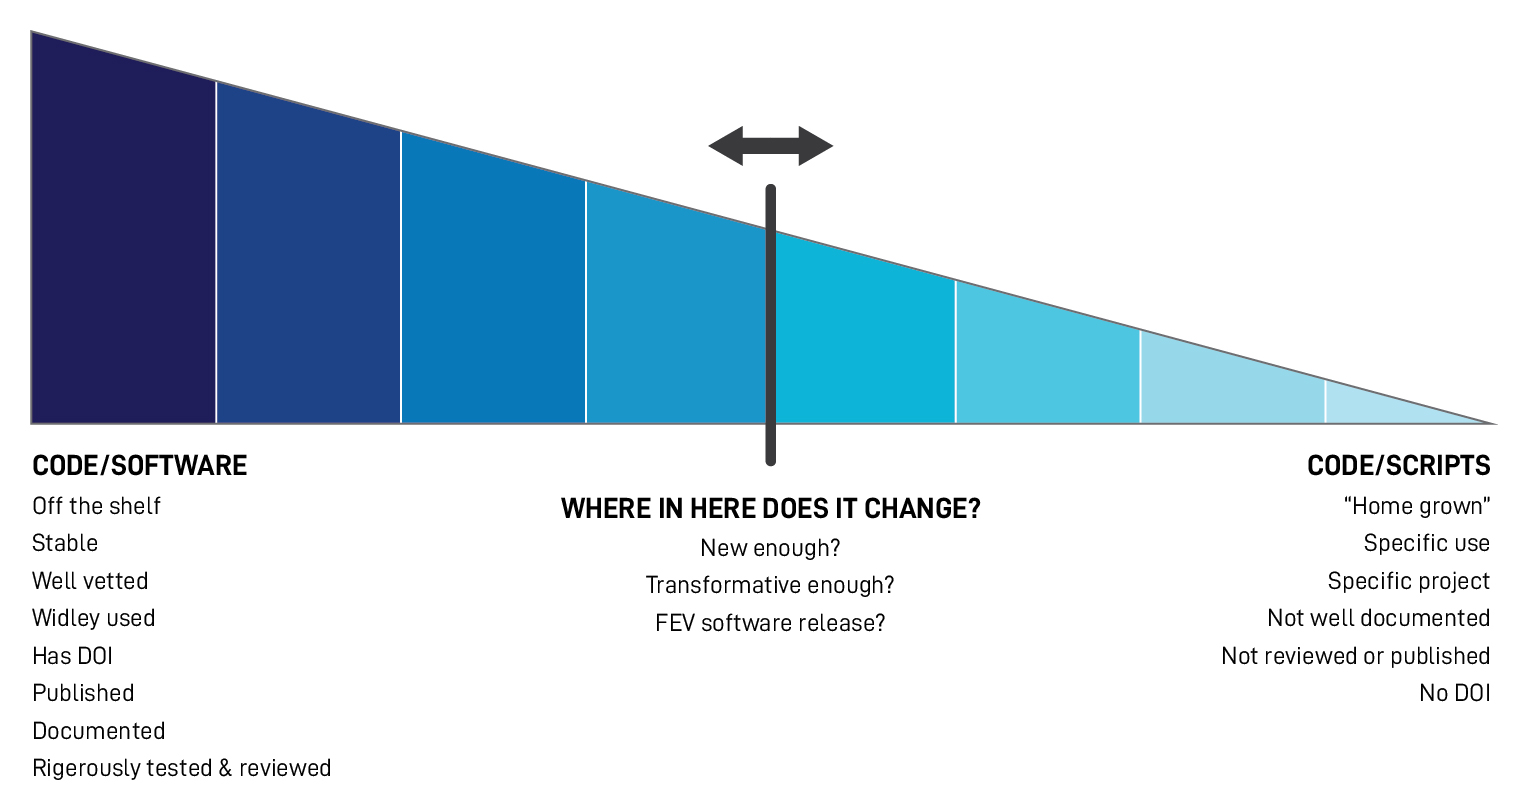 CODE/SOFTWARE
Off the shelf
Stable
Well vetted
Widley used
Has DOI
Published
Documented
Rigerously tested & reviewed
WHERE IN HERE DOES IT CHANGE?
New enough?
Transformative enough?
FEV software release?
CODE/SCRIPTS
“Home grown”
Specific use
Specific project
Not well documented
Not reviewed or published
No DOI